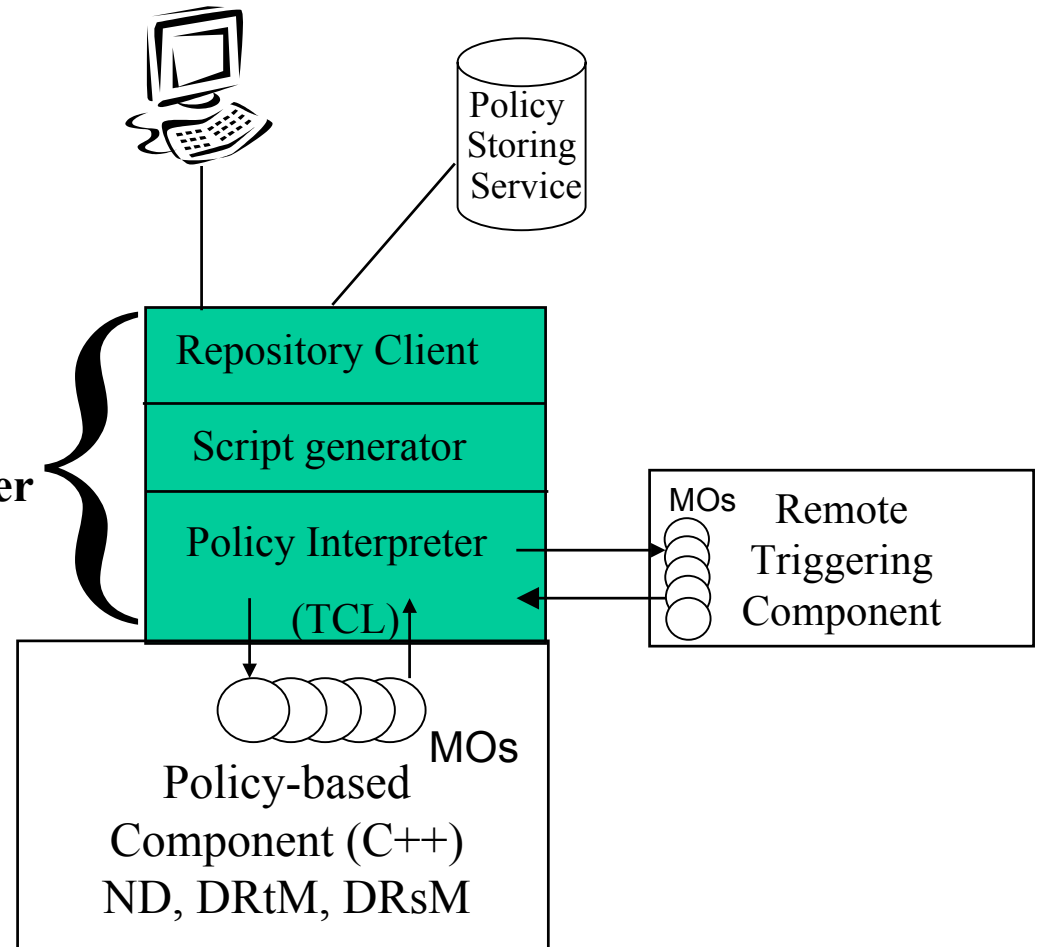 Policy
Storing
Service
Repository Client
Script generator
er
Policy Interpreter
(TCL)
MOs
Remote
Triggering
Component
MOs
Policy-based
Component (C++)
ND, DRtM, DRsM